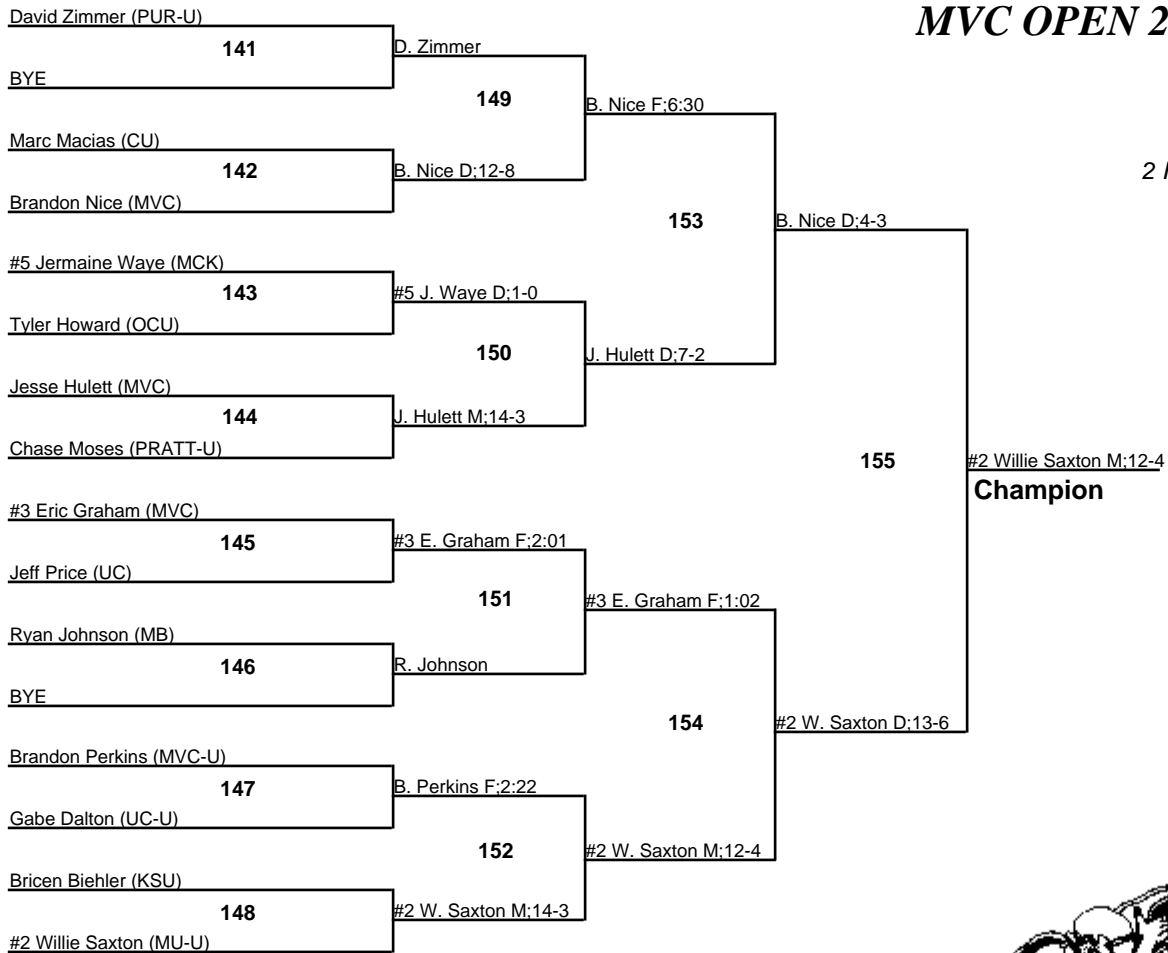 David Zimmer (PUR-U)
MVC OPEN 2
141
D. Zimmer
BYE
149
B. Nice F;6:30
Marc Macias (CU)
142
B. Nice D;12-8
2
Brandon Nice (MVC)
153
B. Nice D;4-3
#5 Jermaine Waye (MCK)
143
#5 J. Waye D;1-0
Tyler Howard (OCU)
150
J. Hulett D;7-2
Jesse Hulett (MVC)
144
J. Hulett M;14-3
Chase Moses (PRATT-U)
155
#2 Willie Saxton M;12-4
Champion
#3 Eric Graham (MVC)
145
#3 E. Graham F;2:01
Jeff Price (UC)
151
#3 E. Graham F;1:02
Ryan Johnson (MB)
146
R. Johnson
BYE
154
#2 W. Saxton D;13-6
Brandon Perkins (MVC-U)
147
B. Perkins F;2:22
Gabe Dalton (UC-U)
152
#2 W. Saxton M;12-4
Bricen Biehler (KSU)
148
#2 W. Saxton M;14-3
#2 Willie Saxton (MU-U)